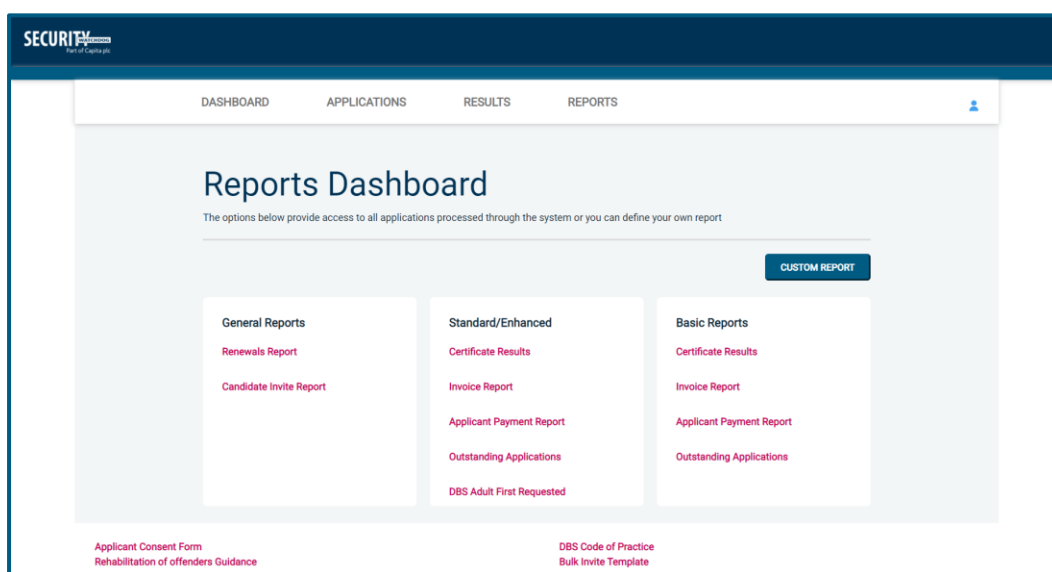 SECURITY WATCHDOG
Part of Capita plc
DASHBOARD APPLICATIONS RESULTS REPORTS
Reports Dashboard
The options below provide access to all applications processed through the system or you can define your own report
CUSTOM REPORT
General Reports
Renewals Report
Candidate Invite Report
Standard/Enhanced
Certificate Results
Invoice Report
Applicant Payment Report
Outstanding Applications
DBS Adult First Requested
Basic Reports
Certificate Results
Invoice Report
Applicant Payment Report
Outstanding Applications
Applicant Consent Form
Rehabilitation of offenders Guidance
DBS Code of Practice
Bulk Invite Template